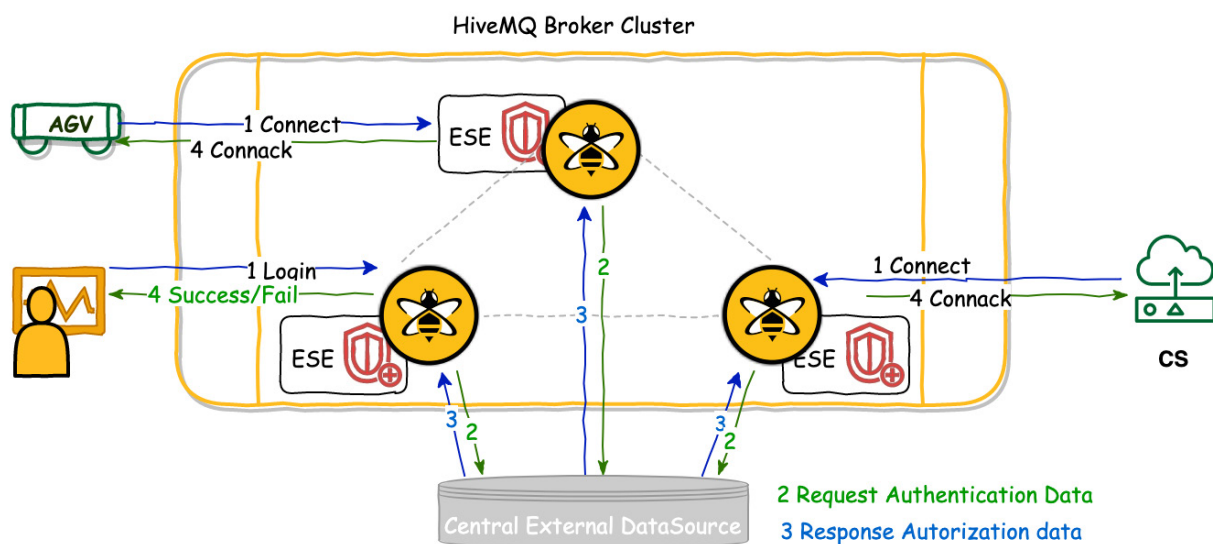 HiveMQ Broker Cluster
AGV
1 Connect
4 Connack
ESE
1 Login
4 Success/Fail
ESE
2
3
1 Connect
4 Connack
ESE
CS
3
2
3
2
Central External DataSource
2 Request Authentication Data
3 Response Autorization data